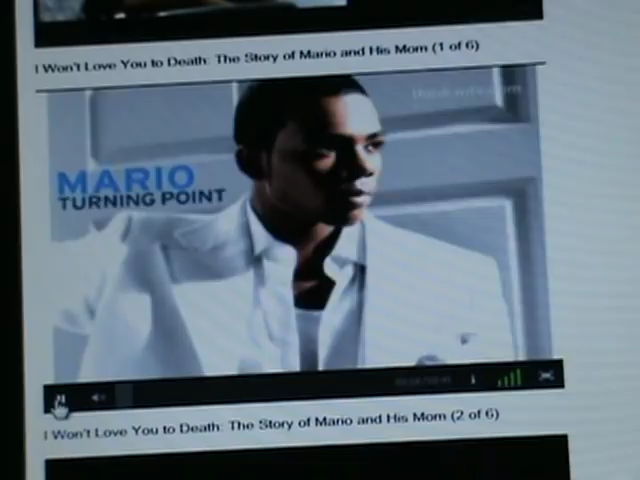 I Won't Love You to Death: The Story of Mario and His Mom (1 of 6)
MARIO
TURNING POINT
I Won't Love You to Death: The Story of Mario and His Mom (2 of 6)